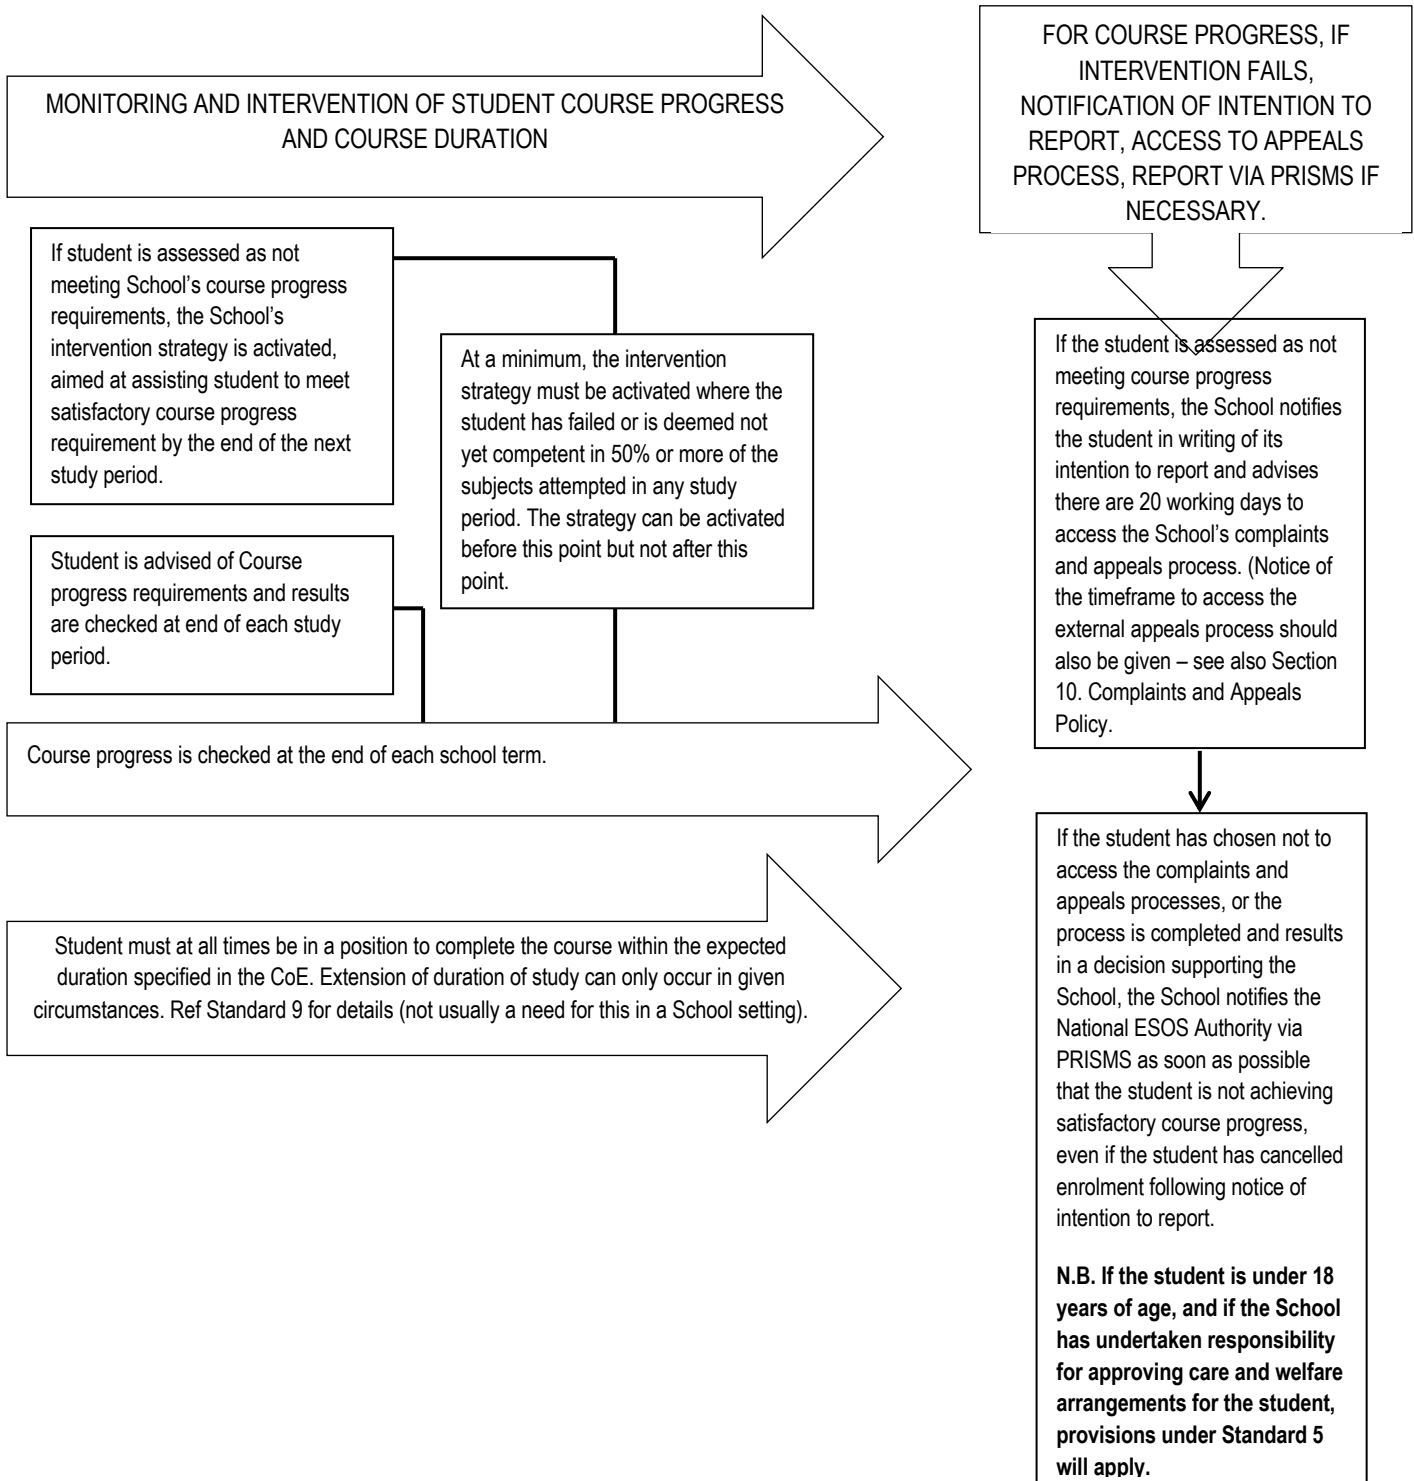 MONITORING AND INTERVENTION OF STUDENT COURSE PROGRESS
AND COURSE DURATION
If student is assessed as not
meeting School's course progress
requirements, the School's
intervention strategy is activated,
aimed at assisting student to meet
satisfactory course progress
requirement by the end of the next
study period.
At a minimum, the intervention
strategy must be activated where the
student has failed or is deemed not
yet competent in 50% or more of the
subjects attempted in any study
period. The strategy can be activated
before this point but not after this
point.
Student is advised of Course
progress requirements and results
are checked at end of each study
period.
Course progress is checked at the end of each school term.
Student must at all times be in a position to complete the course within the expected
duration specified in the CoE. Extension of duration of study can only occur in given
circumstances. Ref Standard 9 for details (not usually a need for this in a School setting).
FOR COURSE PROGRESS, IF
INTERVENTION FAILS,
NOTIFICATION OF INTENTION TO
REPORT, ACCESS TO APPEALS
PROCESS, REPORT VIA PRISMS IF
NECESSARY.
If the student is assessed as not
meeting course progress
requirements, the School notifies
the student in writing of its
intention to report and advises
there are 20 working days to
access the School's complaints
and appeals process. (Notice of
the timeframe to access the
external appeals process should
also be given – see also Section
10. Complaints and Appeals
Policy.
If the student has chosen not to
access the complaints and
appeals processes, or the
process is completed and results
in a decision supporting the
School, the School notifies the
National ESOS Authority via
PRISMS as soon as possible
that the student is not achieving
satisfactory course progress,
even if the student has cancelled
enrolment following notice of
intention to report.
N.B. If the student is under 18
years of age, and if the School
has undertaken responsibility
for approving care and welfare
arrangements for the student,
provisions under Standard 5
will apply.